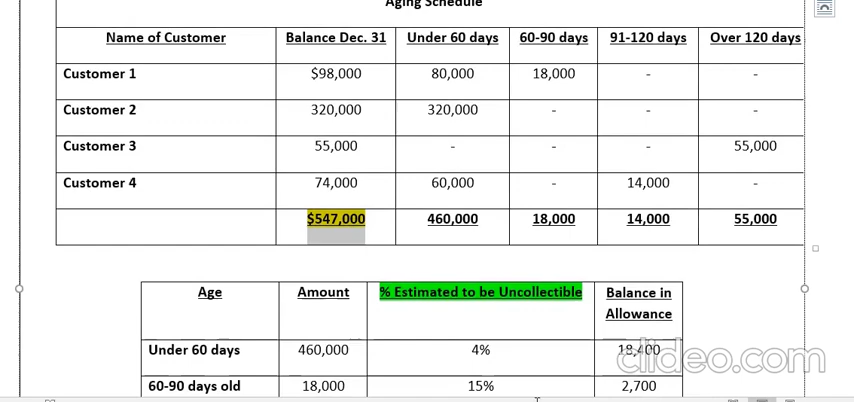 Aging Schedule
Name of Customer Balance Dec. 31 Under 60 days 60-90 days 91-120 days Over 120 days
Customer 1 $98,000 80,000 18,000 - -
Customer 2 320,000 320,000 - - -
Customer 3 55,000 - - - 55,000
Customer 4 74,000 60,000 - 14,000 -
$547,000 460,000 18,000 14,000 55,000
Age Amount % Estimated to be Uncollectible Balance in
Allowance
Under 60 days 460,000 4% 18,400
clideo.com
60-90 days old 18,000 15% 2,700